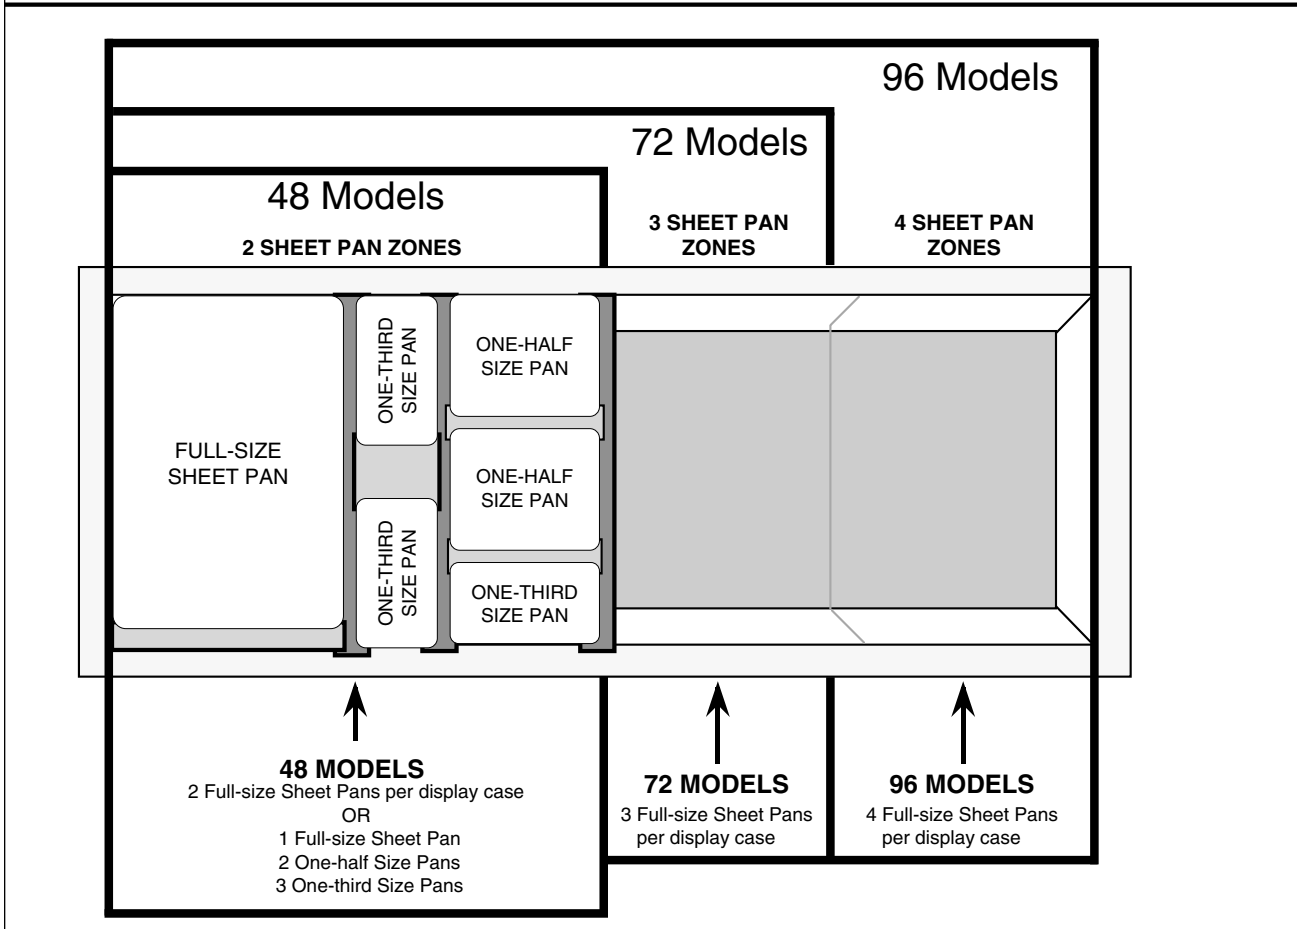 96 Models
72 Models
48 Models
2 SHEET PAN ZONES
3 SHEET PAN
ZONES
4 SHEET PAN
ZONES
FULL-SIZE
SHEET PAN
ONE-THIRD
SIZE PAN
ONE-THIRD
SIZE PAN
ONE-HALF
SIZE PAN
ONE-HALF
SIZE PAN
ONE-THIRD
SIZE PAN
48 MODELS
2 Full-size Sheet Pans per display case
OR
1 Full-size Sheet Pan
2 One-half Size Pans
3 One-third Size Pans
72 MODELS
3 Full-size Sheet Pans
per display case
96 MODELS
4 Full-size Sheet Pans
per display case